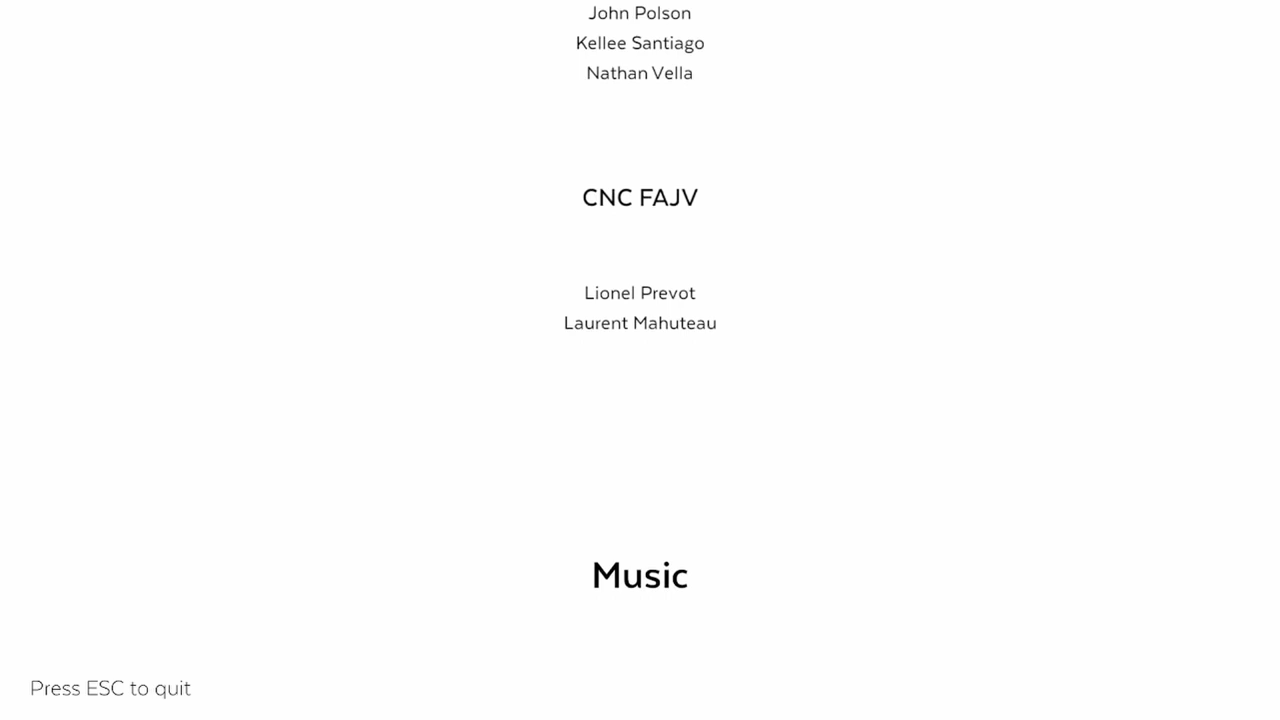 John Polson
Kellee Santiago
Nathan Vella
CNC FAJV
Lionel Prevot
Laurent Mahuteau
Music
Press ESC to quit